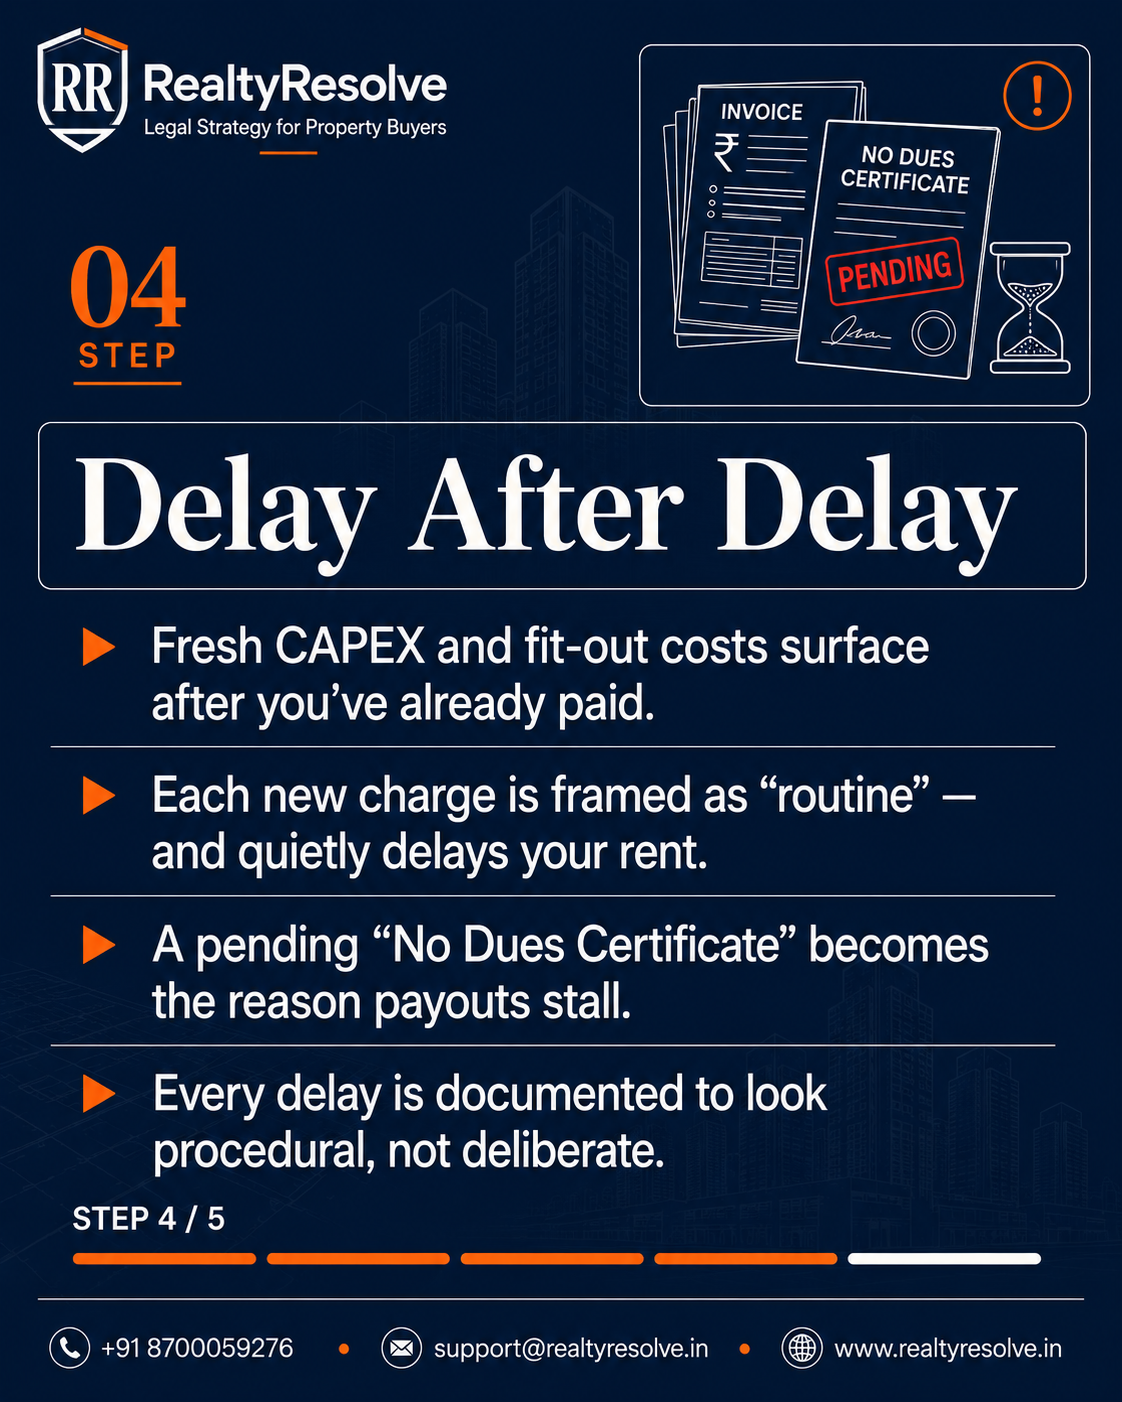 RR
RealtyResolve
Legal Strategy for Property Buyers
INVOICE
₹
NO DUES
CERTIFICATE
PENDING
!
04
STEP
Delay After Delay
Fresh CAPEX and fit-out costs surface
after you’ve already paid.
Each new charge is framed as “routine” —
and quietly delays your rent.
A pending “No Dues Certificate” becomes
the reason payouts stall.
Every delay is documented to look
procedural, not deliberate.
STEP 4 / 5
+91 8700059276 • support@realtyresolve.in • www.realtyresolve.in